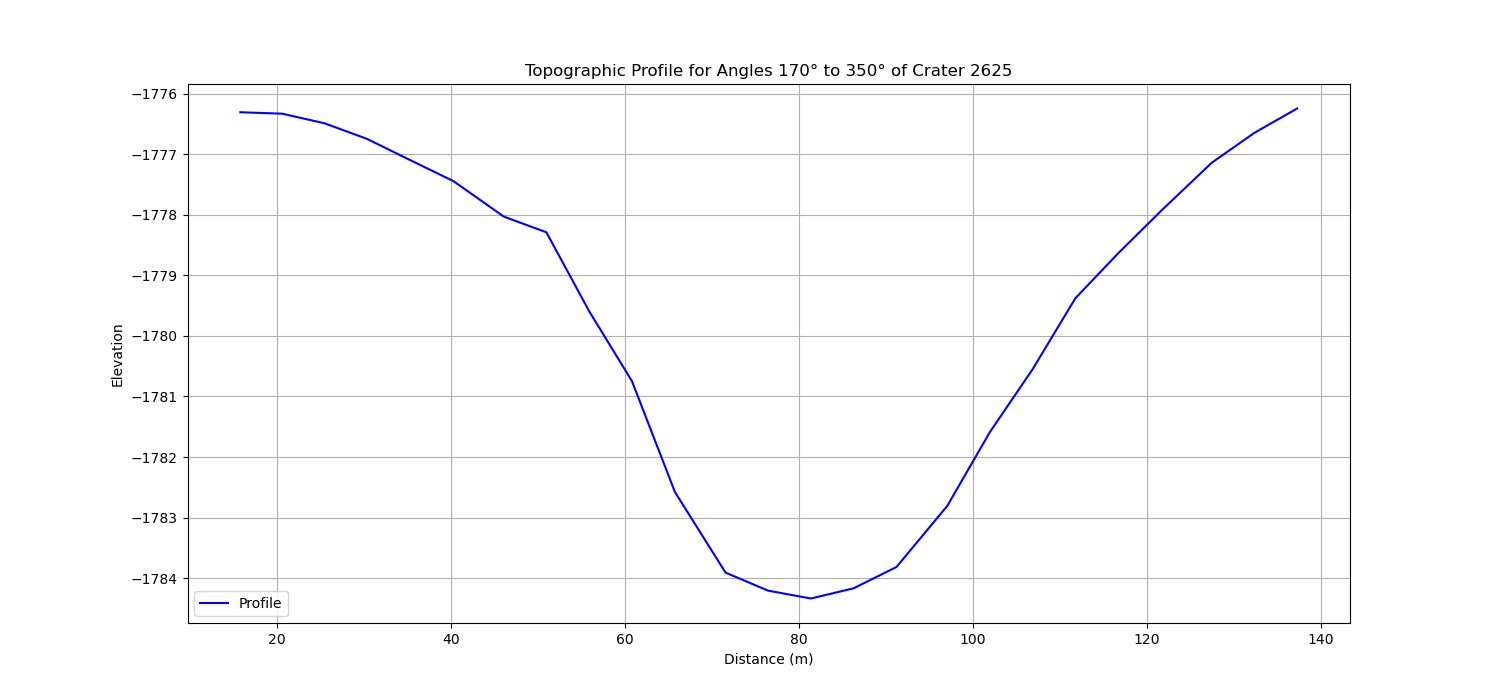 Topographic Profile for Angles 170° to 350° of Crater 2625
−1776
−1777
−1778
−1779
−1780
−1781
−1782
−1783
−1784
Elevation
Profile
20 40 60 80 100 120 140
Distance (m)